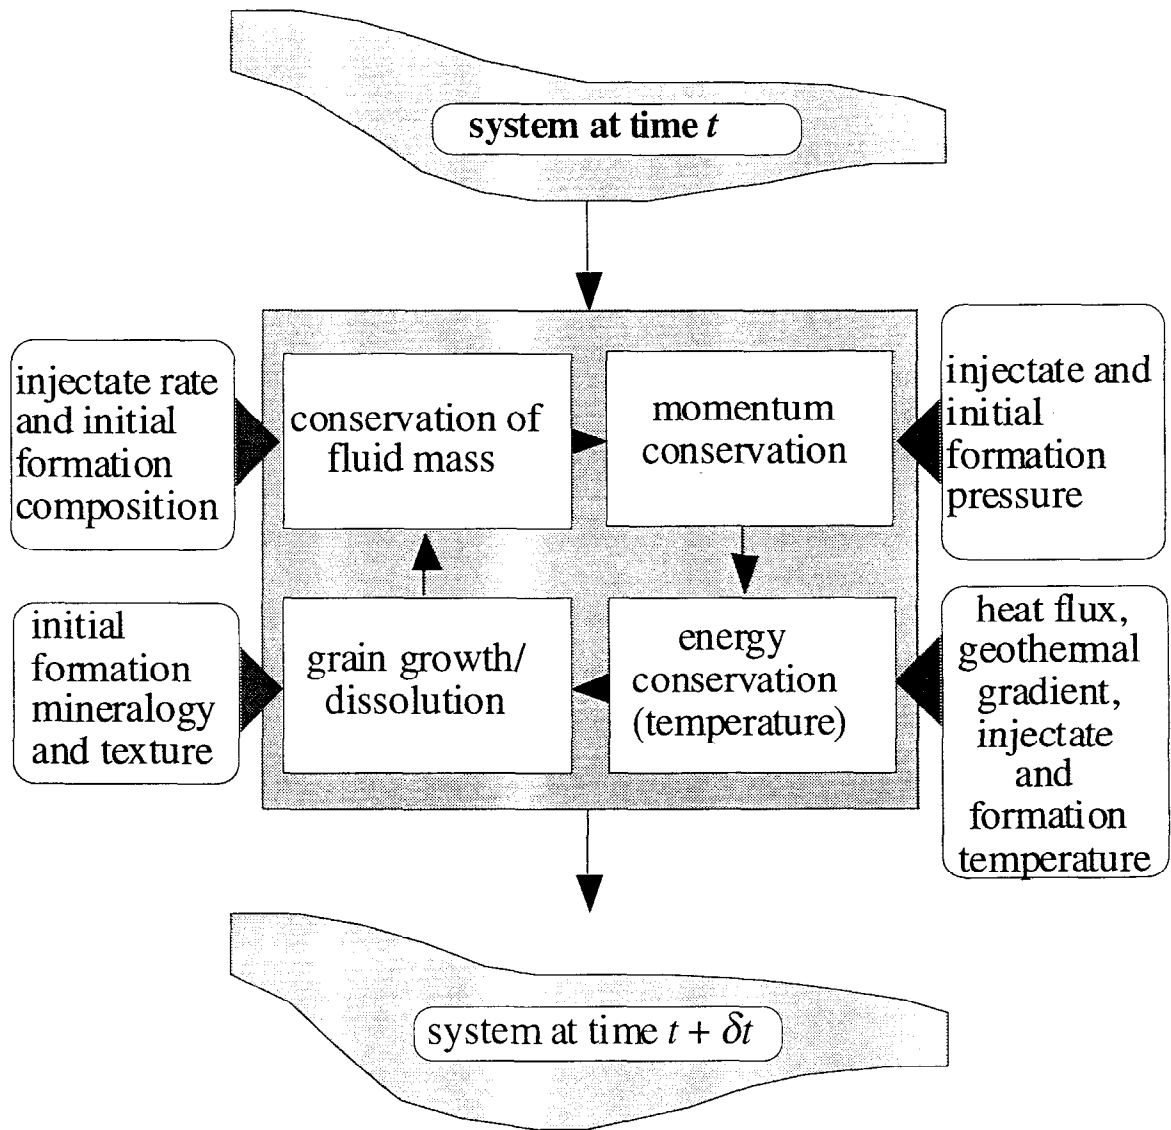 system at time t
injectate rate
and initial
formation
composition
conservation of
fluid mass
momentum
conservation
injectate and
initial
formation
pressure
initial
formation
mineralogy
and texture
grain growth/
dissolution
energy
conservation
(temperature)
heat flux,
geothermal
gradient,
injectate
and
formation
temperature
system at time t + δt